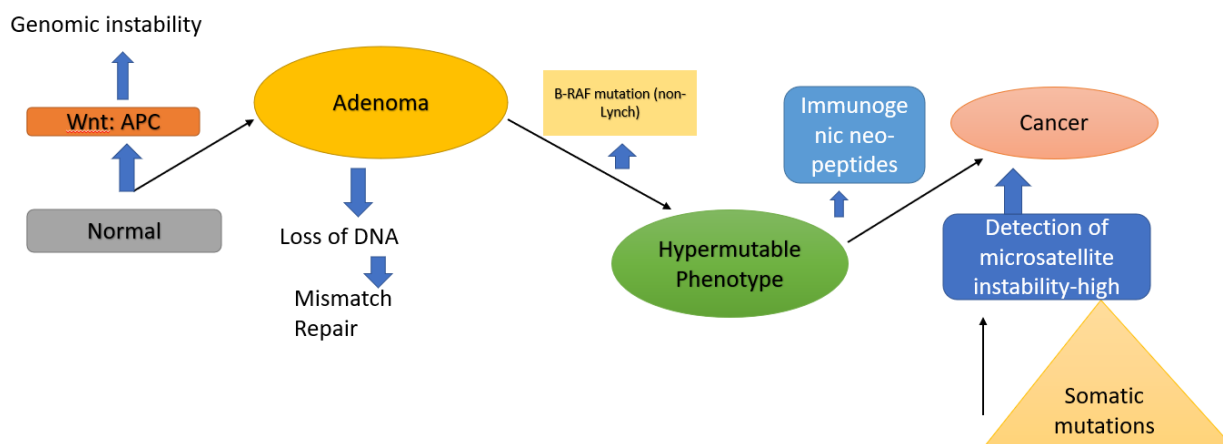 Genomic instability
Wnt: APC
Normal
Adenoma
Loss of DNA
Mismatch
Repair
B-RAF mutation (non-
Lynch)
Hypermutable
Phenotype
Immunoge
nic neo-
peptides
Cancer
Detection of
microsatellite
instability-high
Somatic
mutations